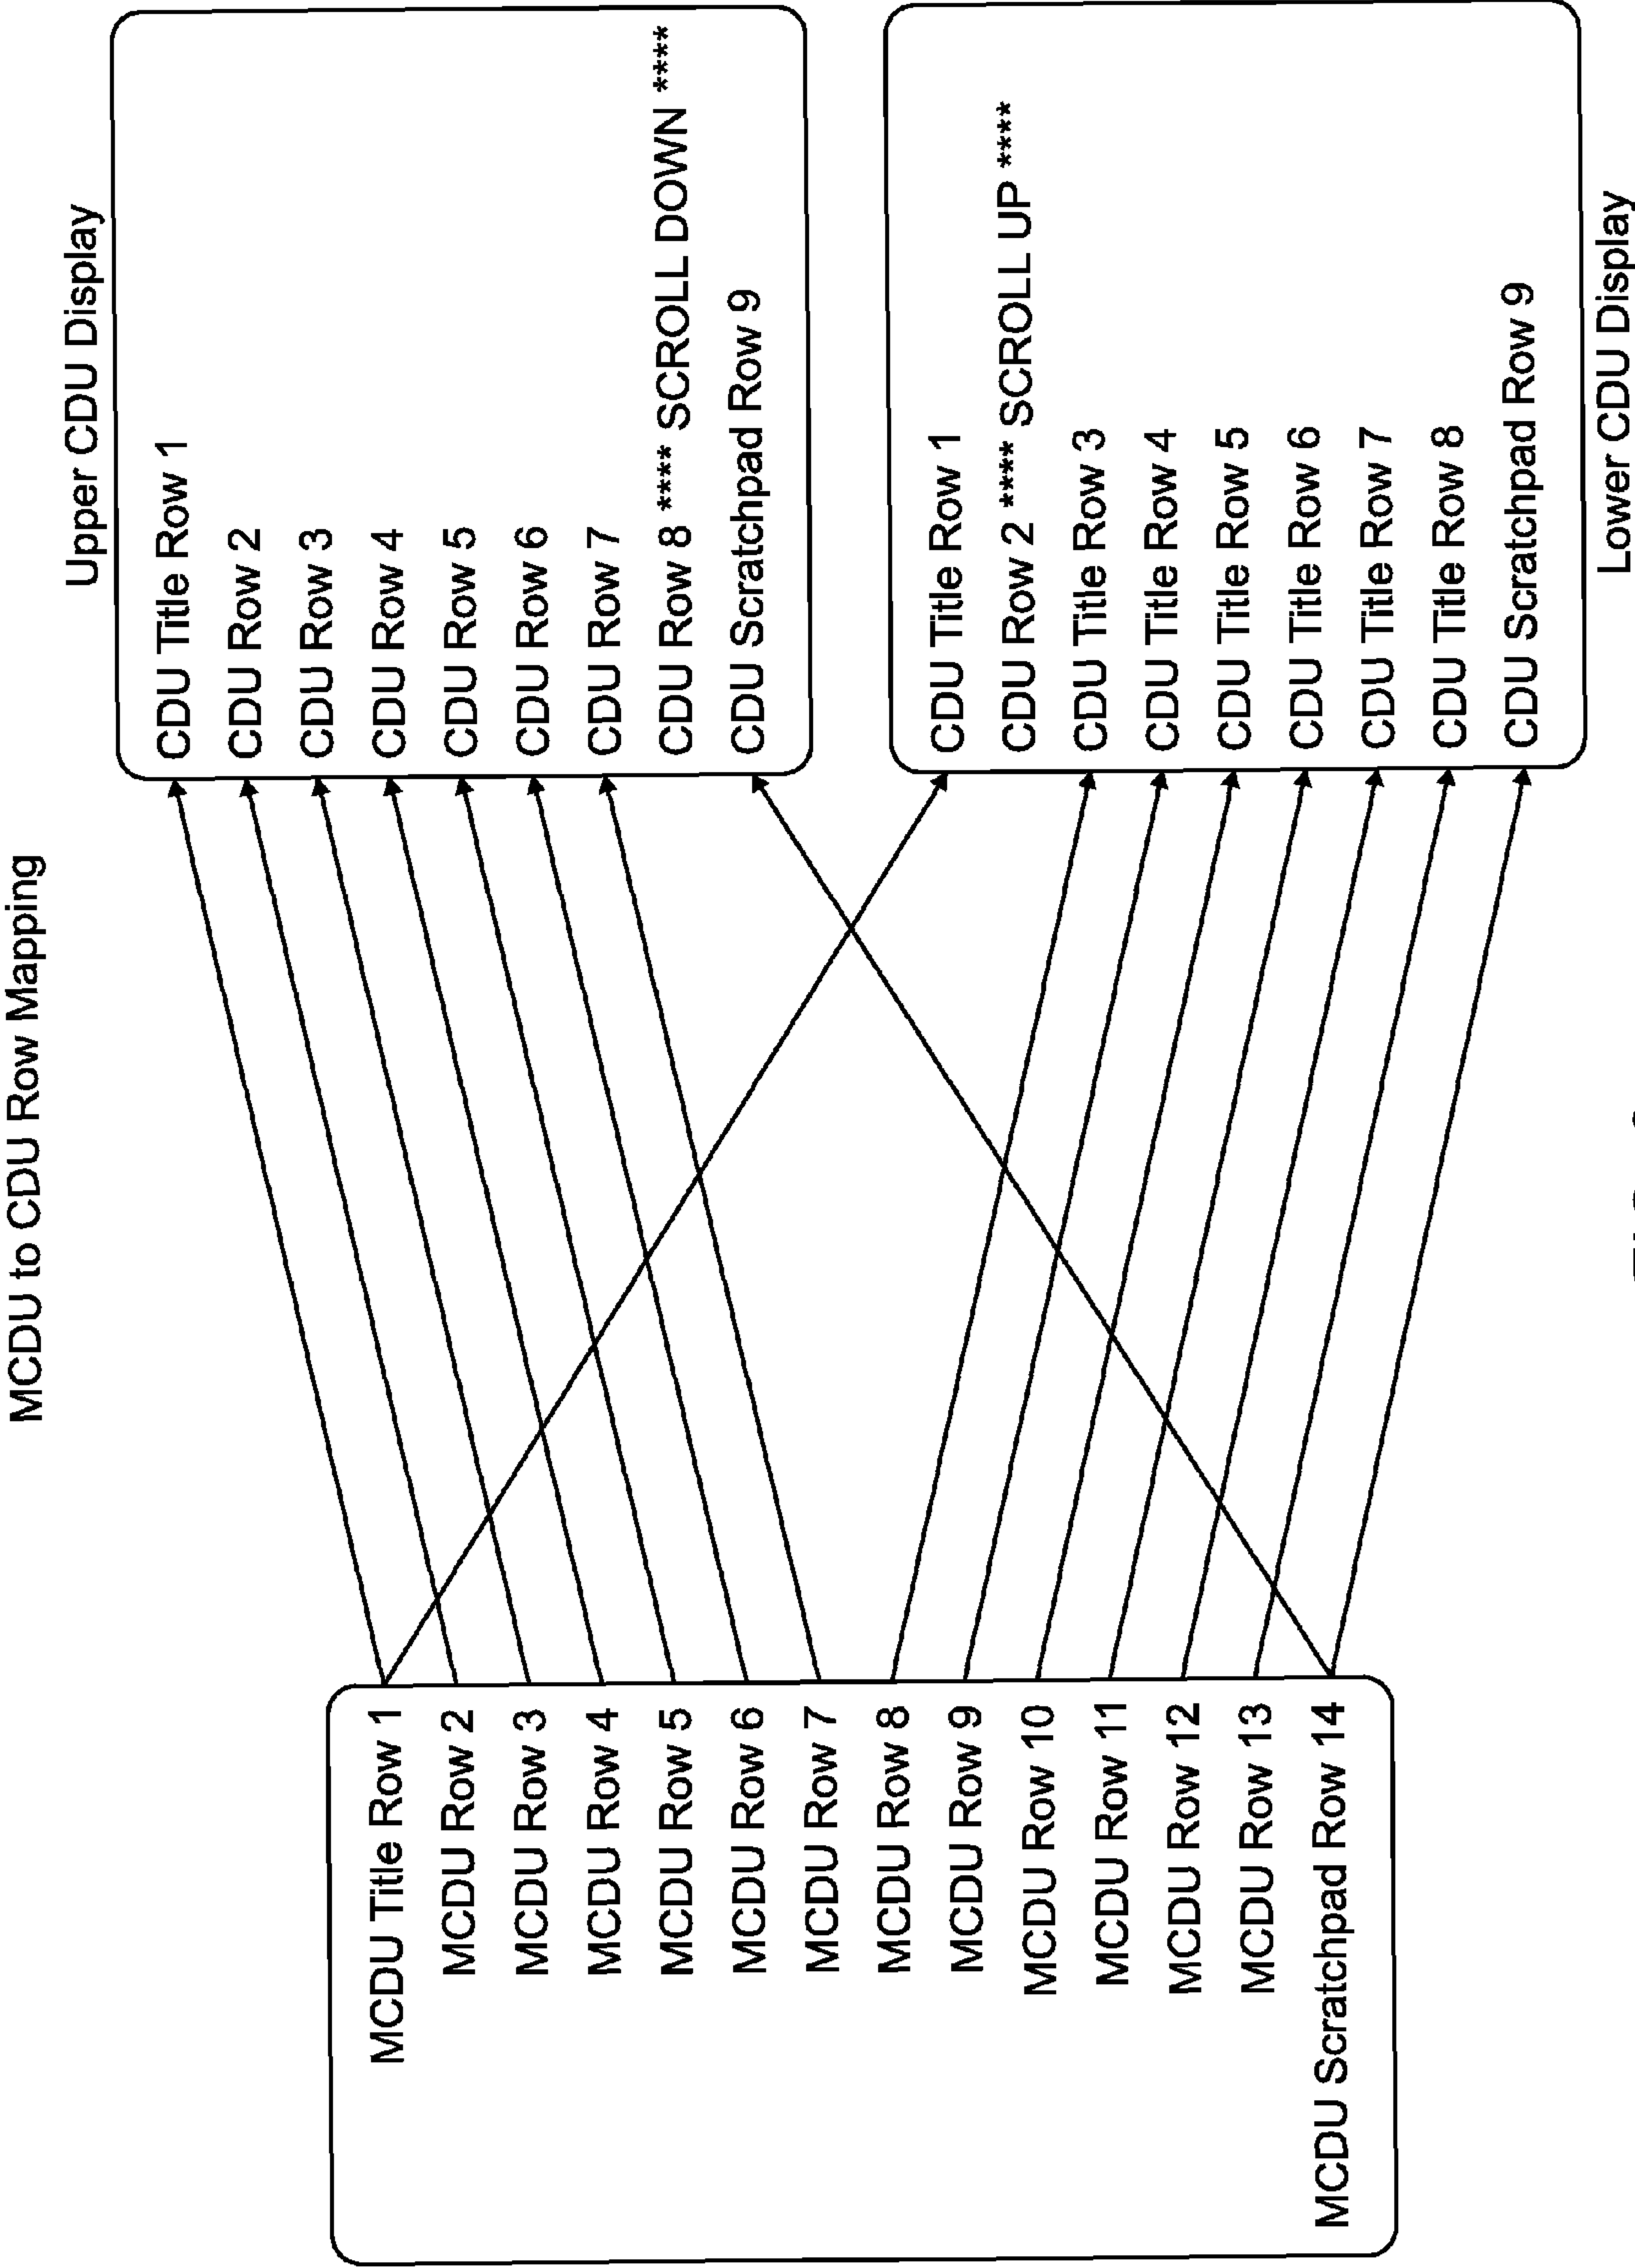 MCDU to CDU Row Mapping
MCDU Title Row 1
MCDU Row 2
MCDU Row 3
MCDU Row 4
MCDU Row 5
MCDU Row 6
MCDU Row 7
MCDU Row 8
MCDU Row 9
MCDU Row 10
MCDU Row 11
MCDU Row 12
MCDU Row 13
MCDU Scratchpad Row 14
Upper CDU Display
CDU Title Row 1
CDU Row 2
CDU Row 3
CDU Row 4
CDU Row 5
CDU Row 6
CDU Row 7
CDU Row 8 **** SCROLL DOWN ****
CDU Scratchpad Row 9
CDU Title Row 1
CDU Row 2 **** SCROLL UP ****
CDU Title Row 3
CDU Title Row 4
CDU Title Row 5
CDU Title Row 6
CDU Title Row 7
CDU Title Row 8
CDU Scratchpad Row 9
Lower CDU Display